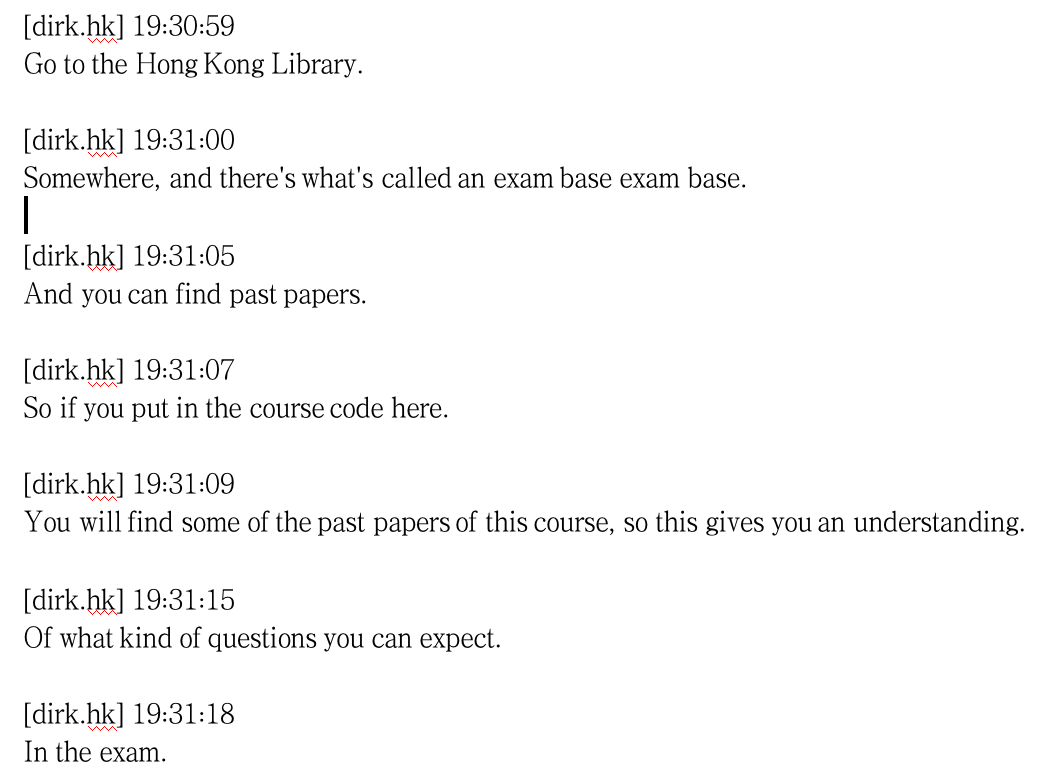 [dirk.hk] 19:30:59
Go to the Hong Kong Library.
[dirk.hk] 19:31:00
Somewhere, and there's what's called an exam base exam base.
[dirk.hk] 19:31:05
And you can find past papers.
[dirk.hk] 19:31:07
So if you put in the course code here.
[dirk.hk] 19:31:09
You will find some of the past papers of this course, so this gives you an understanding.
[dirk.hk] 19:31:15
Of what kind of questions you can expect.
[dirk.hk] 19:31:18
In the exam.